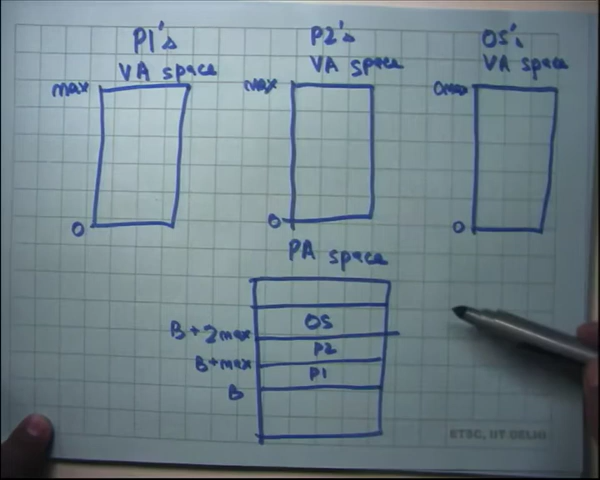 P1's
VA space
P2's
VA space
OS's
VA space
max
max
0max
0
0
0
PA space
OS
B+2max
P2
B+max
P1
B
ETSC, IIT DELHI